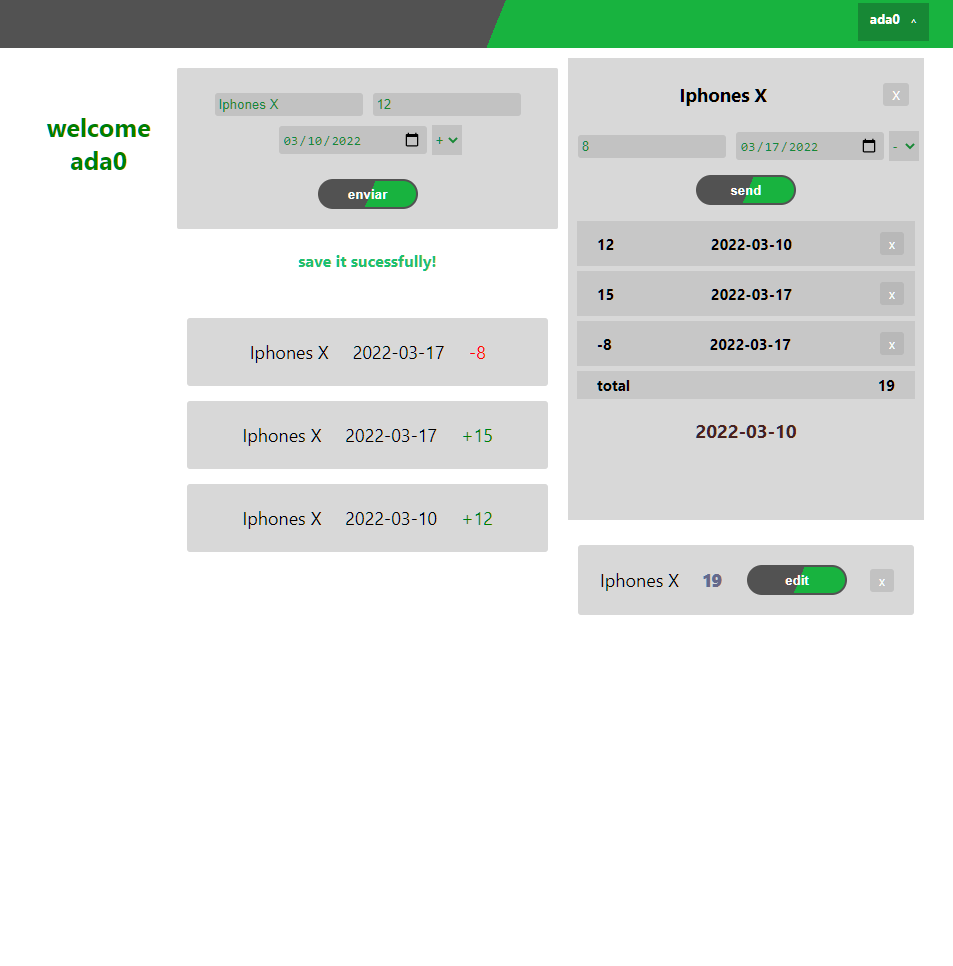 ada0 ^
welcome
ada0
Iphones X 12
03/10/2022 +
enviar
save it sucessfully!
Iphones X 2022-03-17 -8
Iphones X 2022-03-17 +15
Iphones X 2022-03-10 +12
Iphones X X
8 03/17/2022 -
send
12 2022-03-10 x
15 2022-03-17 x
-8 2022-03-17 x
total 19
2022-03-10
Iphones X 19 edit x